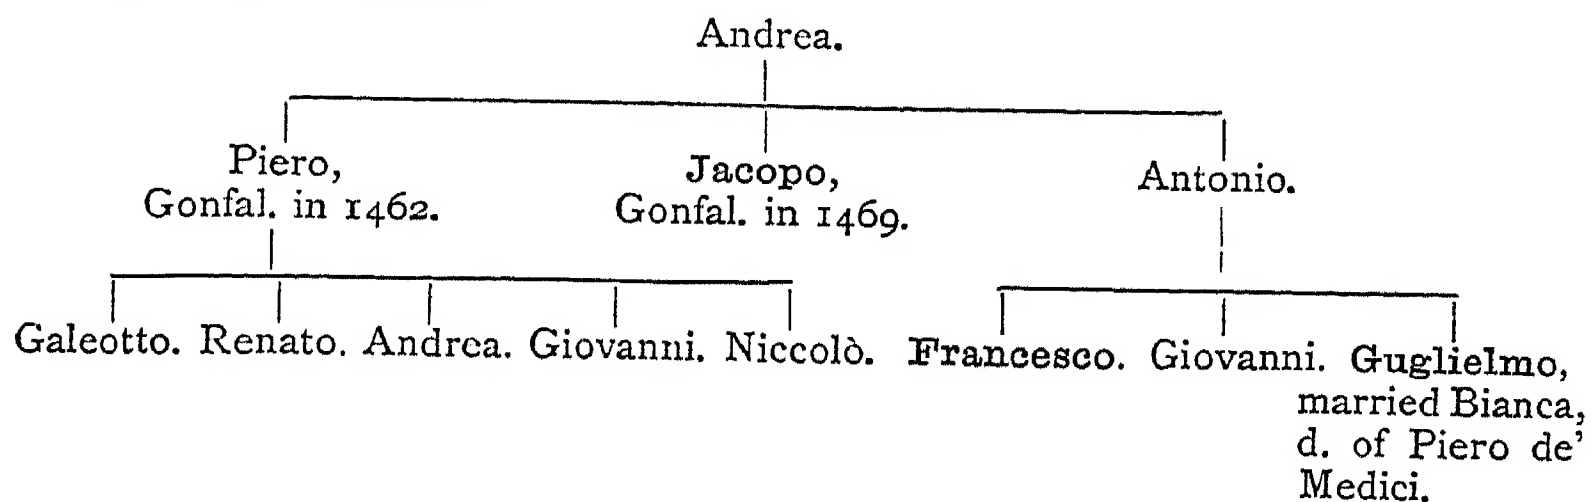 Andrea.
Piero, Jacopo, Antonio.
Gonfal. in 1462. Gonfal. in 1469.
Galeotto. Renato. Andrea. Giovanni. Niccolò. Francesco. Giovanni. Guglielmo,
married Bianca,
d. of Piero de'
Medici.